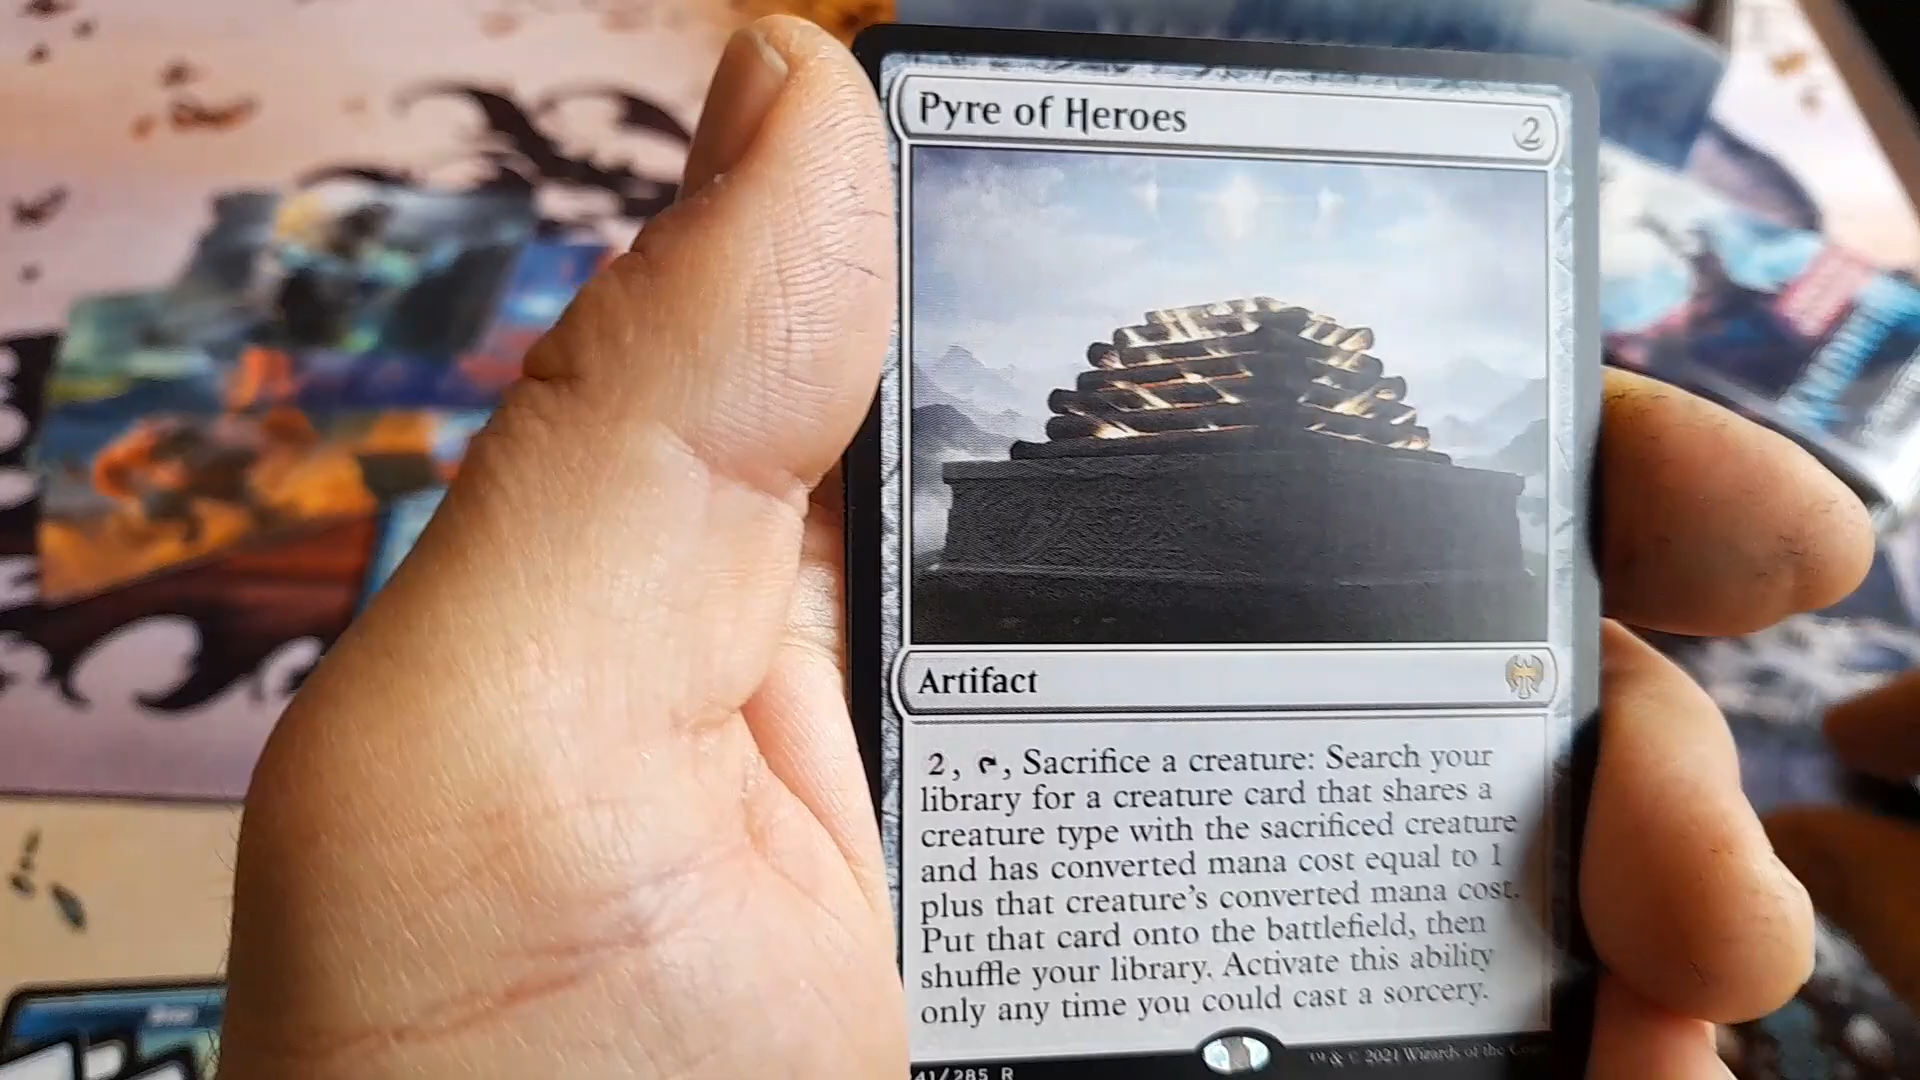 Pyre of Heroes 2
Artifact
2, , Sacrifice a creature: Search your
library for a creature card that shares a
creature type with the sacrificed creature
and has converted mana cost equal to 1
plus that creature's converted mana cost.
Put that card onto the battlefield, then
shuffle your library. Activate this ability
only any time you could cast a sorcery.
™ & © 2021 Wizards of the
41/285 R